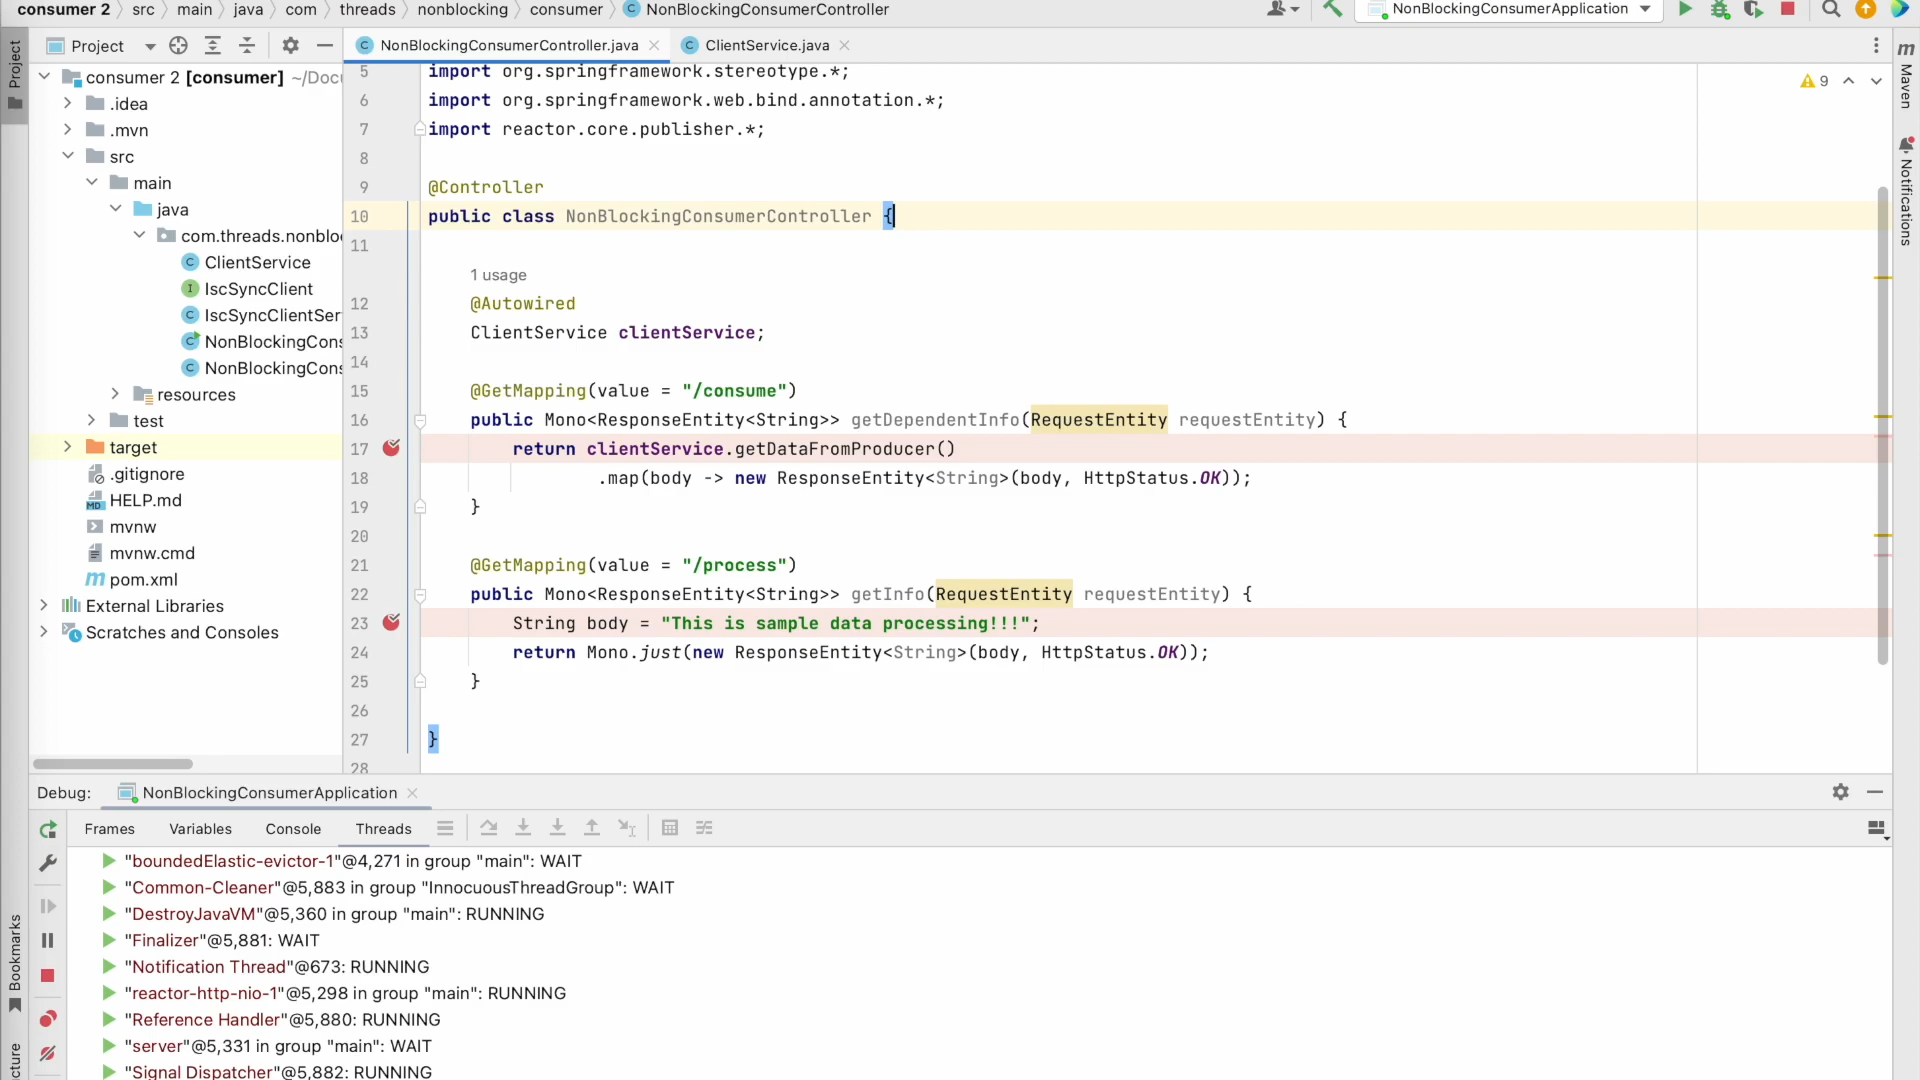 consumer 2 src main java com threads nonblocking consumer NonBlockingConsumerController
NonBlockingConsumerApplication
Project
NonBlockingConsumerController.java
ClientService.java
Project
consumer 2 [consumer] ~/Docu
.idea
.mvn
src
main
java
com.threads.nonblo
ClientService
IscSyncClient
IscSyncClientSer
NonBlockingCons
NonBlockingCons
resources
test
target
.gitignore
HELP.md
mvnw
mvnw.cmd
pom.xml
External Libraries
Scratches and Consoles
9
5 import org.springframework.stereotype.*;
6 import org.springframework.web.bind.annotation.*;
7 import reactor.core.publisher.*;
8
9 @Controller
10 public class NonBlockingConsumerController {
11
1 usage
12 @Autowired
13 ClientService clientService;
14
15 @GetMapping(value = "/consume")
16 public Mono<ResponseEntity<String>> getDependentInfo(RequestEntity requestEntity) {
17 return clientService.getDataFromProducer()
18 .map(body -> new ResponseEntity<String>(body, HttpStatus.OK));
19 }
20
21 @GetMapping(value = "/process")
22 public Mono<ResponseEntity<String>> getInfo(RequestEntity requestEntity) {
23 String body = "This is sample data processing!!!";
24 return Mono.just(new ResponseEntity<String>(body, HttpStatus.OK));
25 }
26
27 }
28
Maven
Notifications
Debug: NonBlockingConsumerApplication
Frames Variables Console Threads
"boundedElastic-evictor-1"@4,271 in group "main": WAIT
"Common-Cleaner"@5,883 in group "InnocuousThreadGroup": WAIT
"DestroyJavaVM"@5,360 in group "main": RUNNING
"Finalizer"@5,881: WAIT
"Notification Thread"@673: RUNNING
"reactor-http-nio-1"@5,298 in group "main": RUNNING
"Reference Handler"@5,880: RUNNING
"server"@5,331 in group "main": WAIT
"Signal Dispatcher"@5,882: RUNNING
Bookmarks
cture